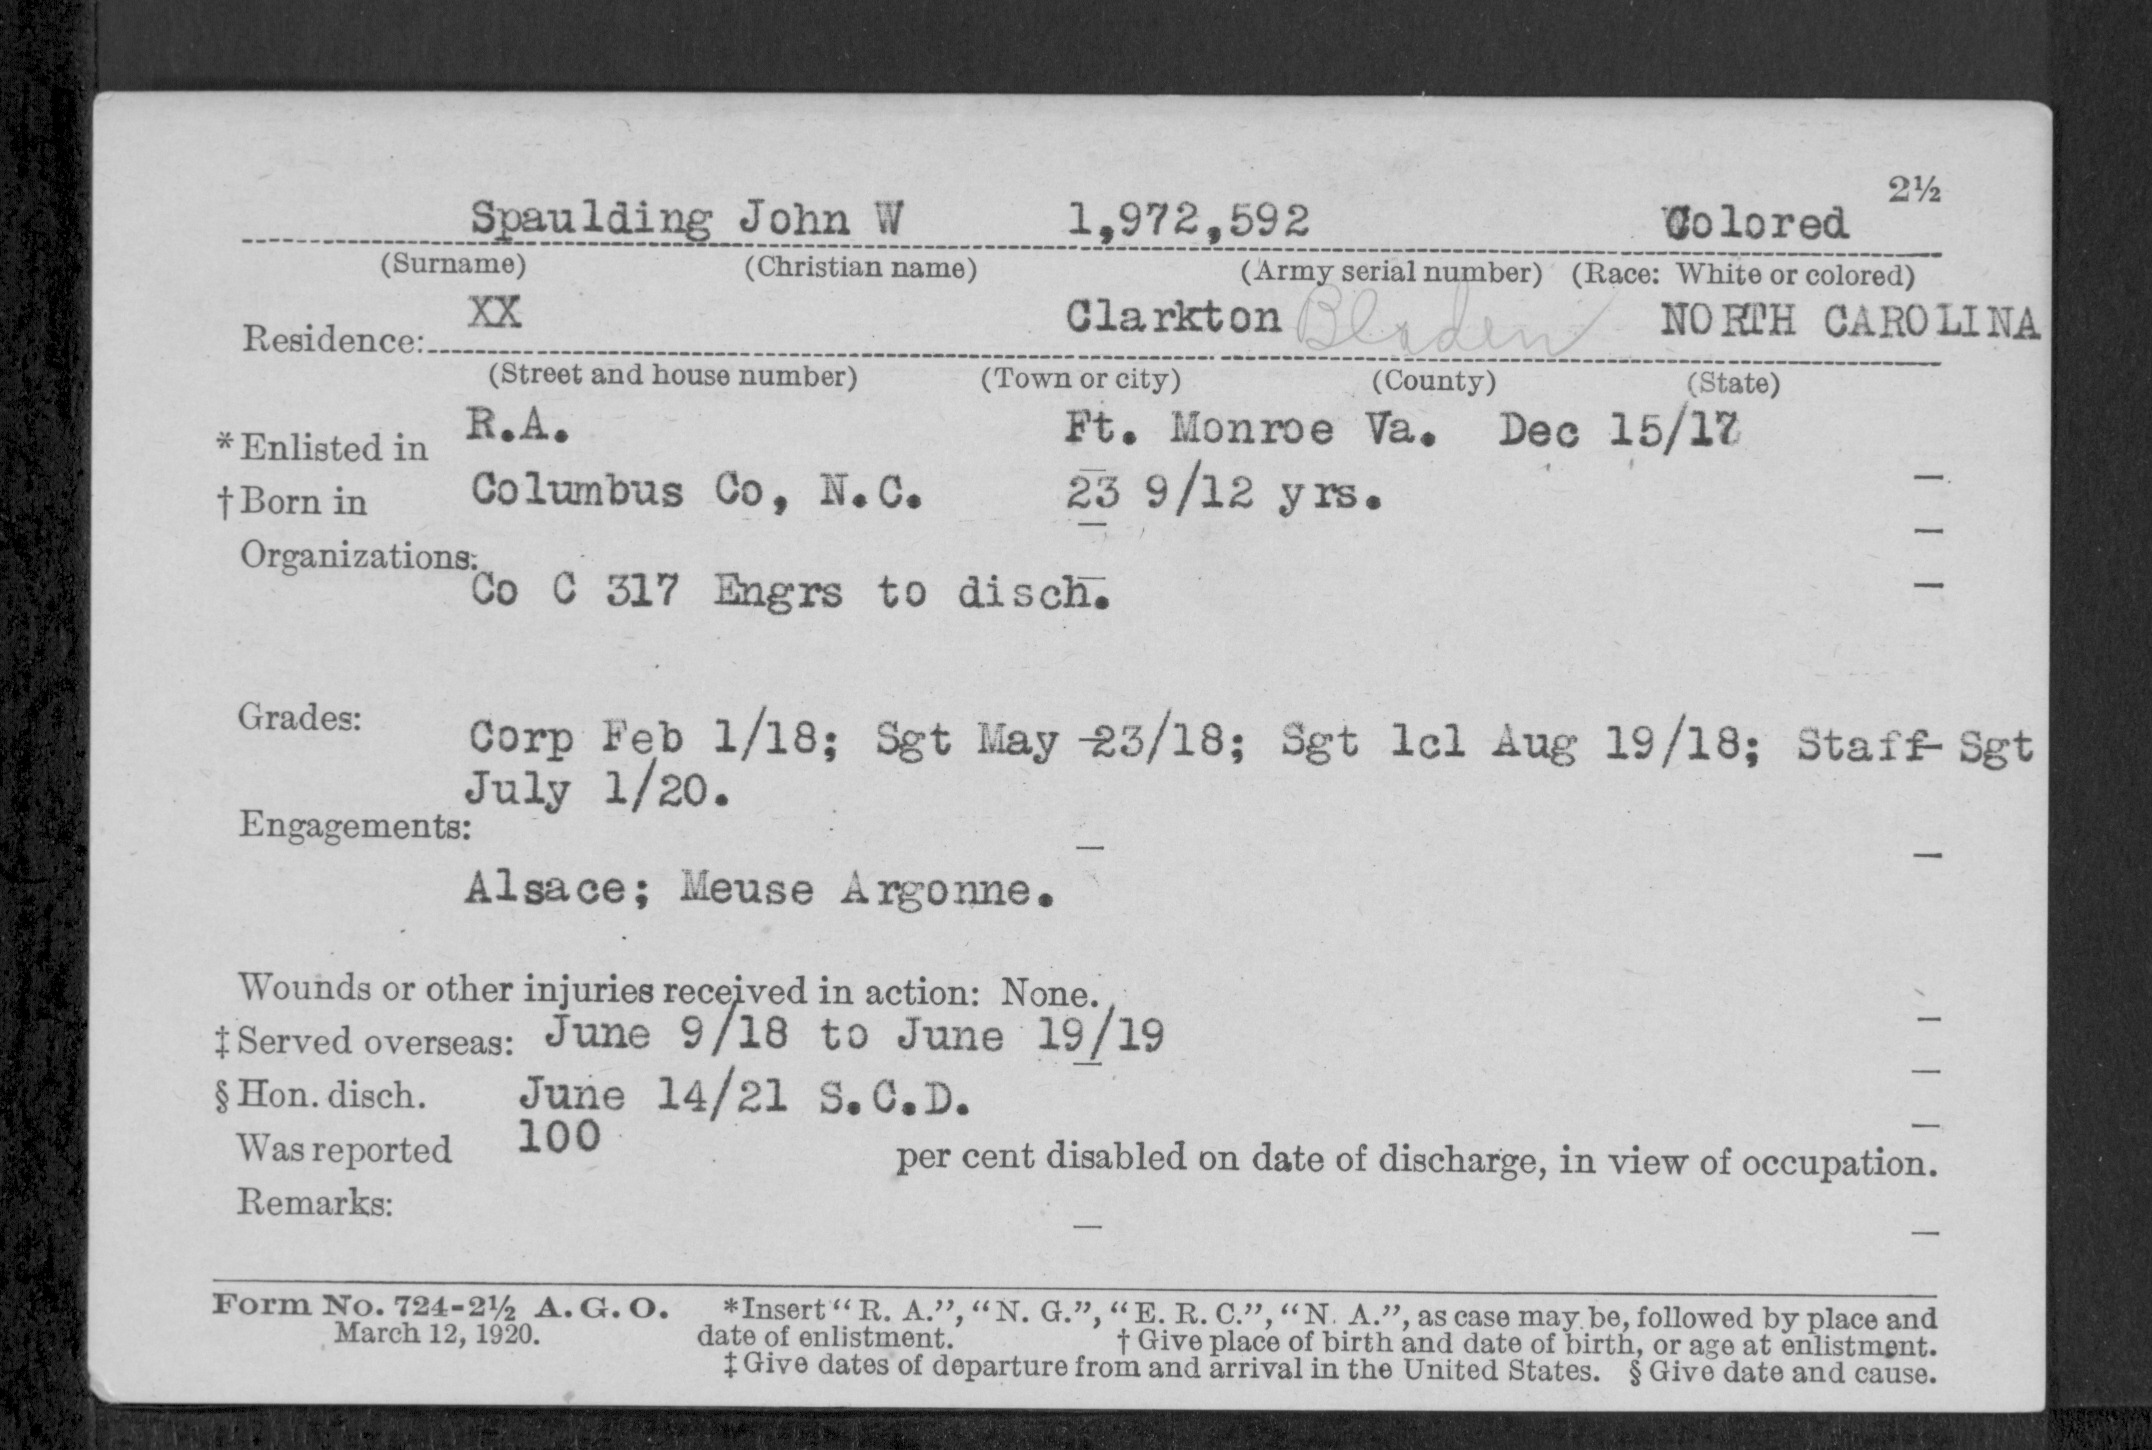 2½
Spaulding John W 1,972,592 Colored
(Surname) (Christian name) (Army serial number) (Race: White or colored)
Residence: XX Clarkton Bladen NORTH CAROLINA
(Street and house number) (Town or city) (County) (State)
*Enlisted in R.A. Ft. Monroe Va. Dec 15/17
†Born in Columbus Co, N.C. 23 9/12 yrs.
Organizations:
Co C 317 Engrs to disch.
Grades:
Corp Feb 1/18; Sgt May 23/18; Sgt 1cl Aug 19/18; Staff Sgt
July 1/20.
Engagements:
Alsace; Meuse Argonne.
Wounds or other injuries received in action: None.
‡Served overseas: June 9/18 to June 19/19
§Hon. disch. June 14/21 S.C.D.
Was reported 100 per cent disabled on date of discharge, in view of occupation.
Remarks:
Form No. 724-2½ A. G. O. *Insert "R. A.", "N. G.", "E. R. C.", "N. A.", as case may be, followed by place and
March 12, 1920. date of enlistment. †Give place of birth and date of birth, or age at enlistment.
‡Give dates of departure from and arrival in the United States. §Give date and cause.